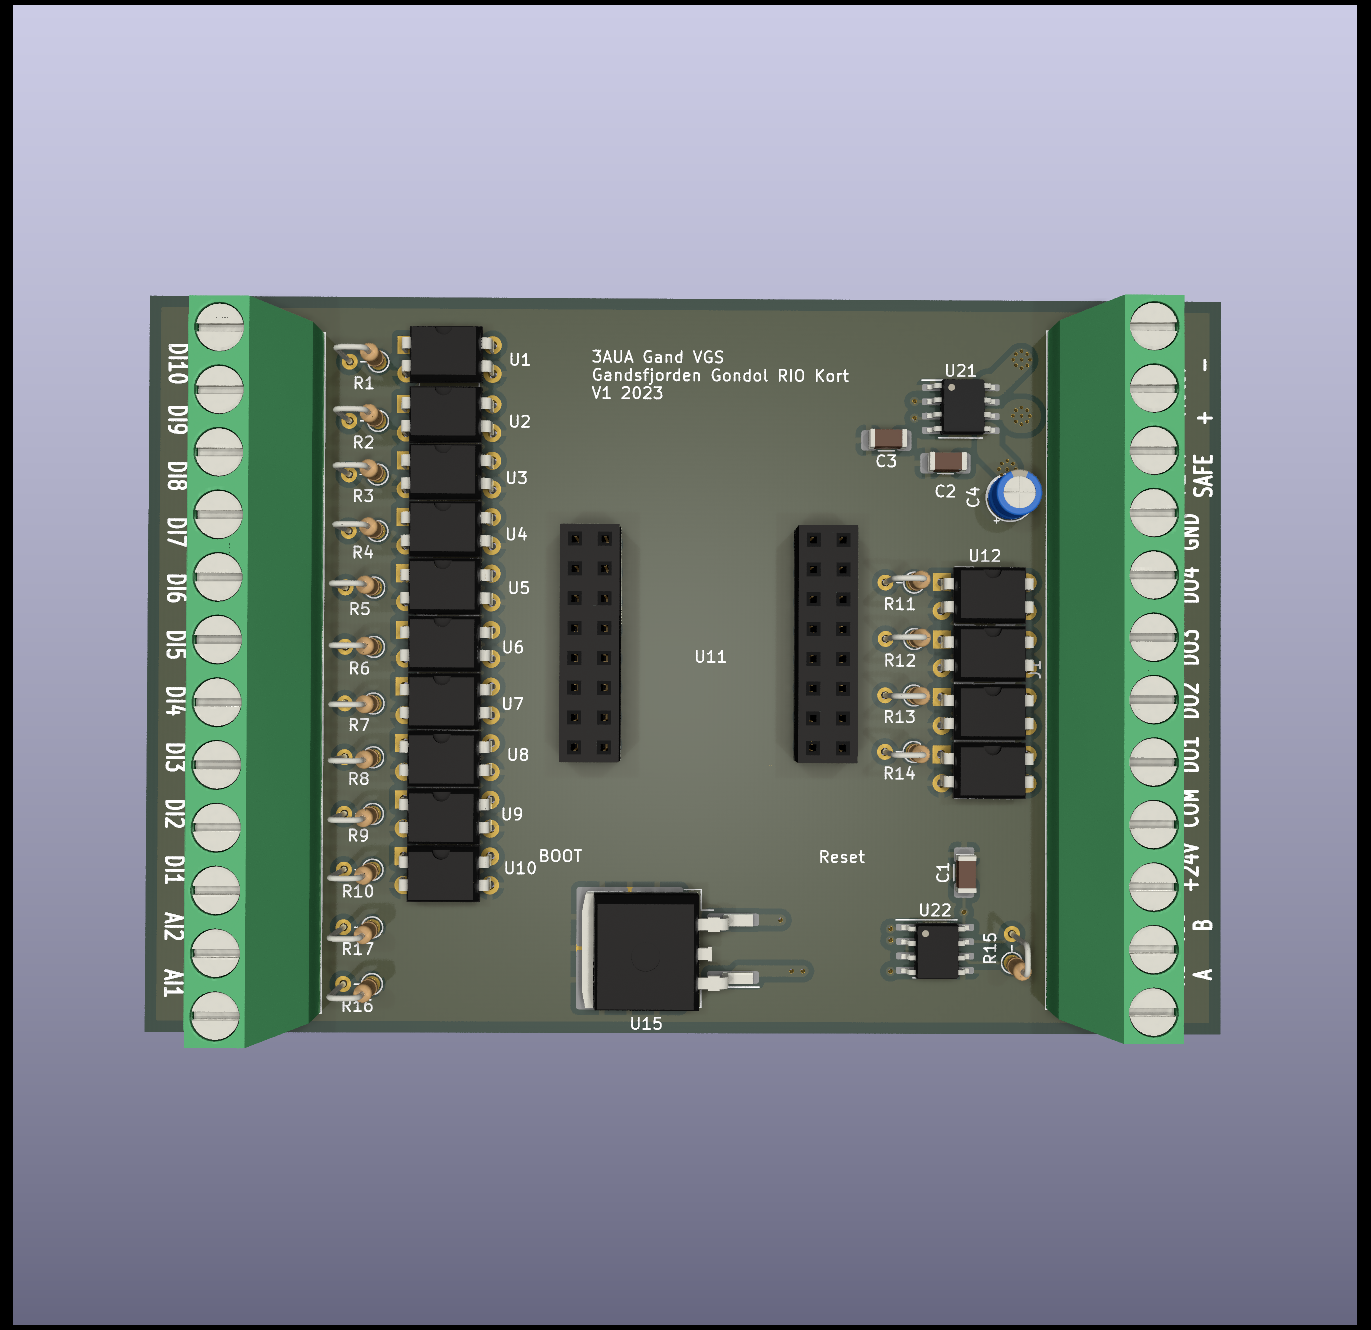 3AUA Gand VGS
Gandsfjorden Gondol RIO Kort
V1 2023
DI10
DI9
DI8
DI7
DI6
DI5
DI4
DI3
DI2
DI1
AI2
AI1
R1
R2
R3
R4
R5
R6
R7
R8
R9
R10
R17
R16
U1
U2
U3
U4
U5
U6
U7
U8
U9
U10
BOOT
U11
Reset
U15
U21
C3
C2
C4
+
U12
R11
R12
R13
R14
J1
C1
U22
R15
-
+
SAFE
GND
DO4
DO3
DO2
DO1
COM
+24V
B
A